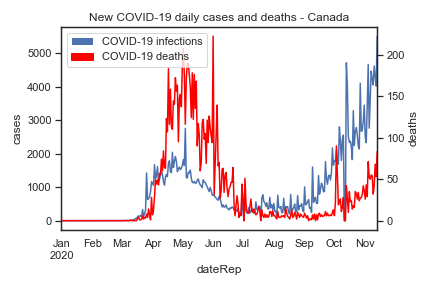 New COVID-19 daily cases and deaths - Canada
COVID-19 infections
COVID-19 deaths
5000
4000
3000
2000
1000
0
cases
200
150
100
50
0
deaths
Jan Feb Mar Apr May Jun Jul Aug Sep Oct Nov
2020
dateRep